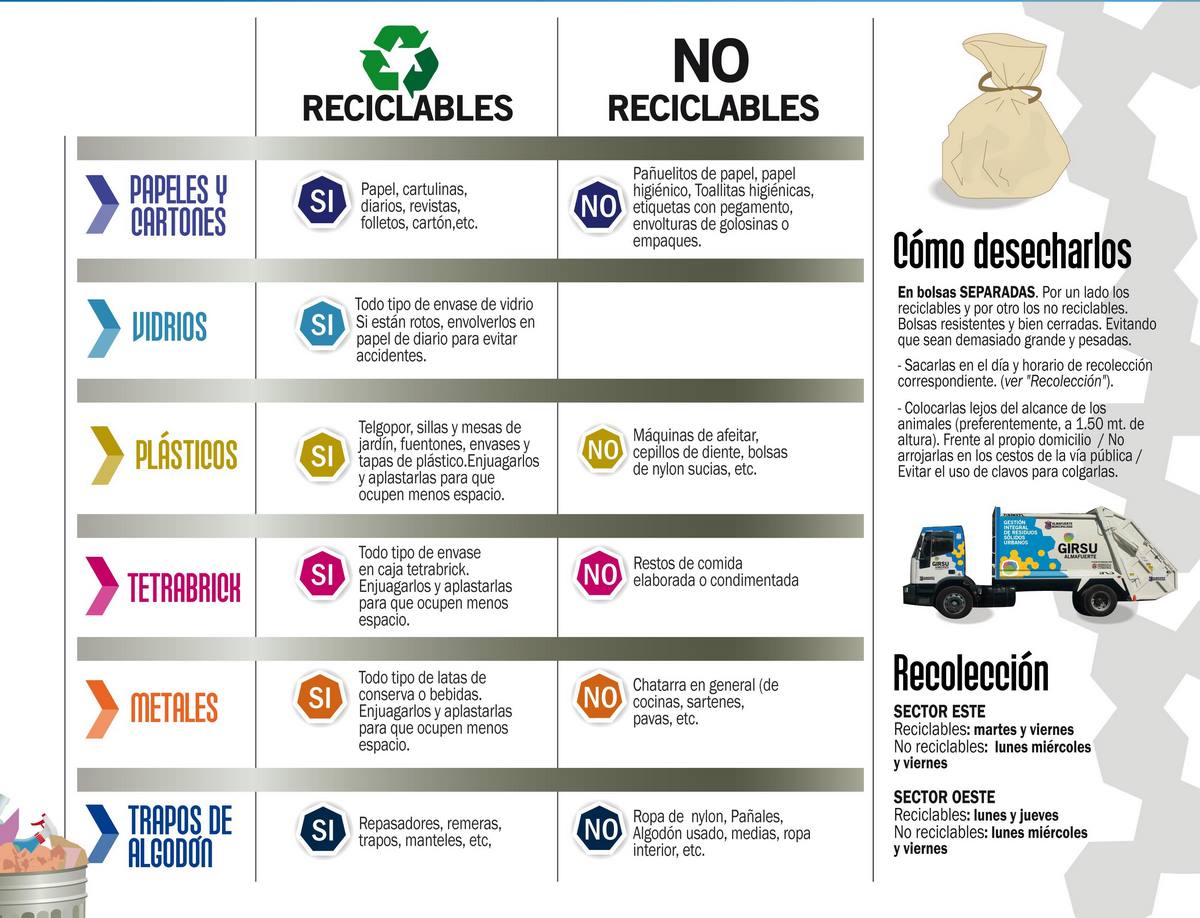 RECICLABLES
NO
RECICLABLES
PAPELES Y
CARTONES
SI
Papel, cartulinas,
diarios, revistas,
folletos, cartón,etc.
NO
Pañuelitos de papel, papel
higiénico, Toallitas higiénicas,
etiquetas con pegamento,
envolturas de golosinas o
empaques.
VIDRIOS
SI
Todo tipo de envase de vidrio
Si están rotos, envolverlos en
papel de diario para evitar
accidentes.
PLÁSTICOS
SI
Telgopor, sillas y mesas de
jardín, fuentones, envases y
tapas de plástico.Enjuagarlos
y aplastarlas para que
ocupen menos espacio.
NO
Máquinas de afeitar,
cepillos de diente, bolsas
de nylon sucias, etc.
TETRABRICK
SI
Todo tipo de envase
en caja tetrabrick.
Enjuagarlos y aplastarlas
para que ocupen menos
espacio.
NO
Restos de comida
elaborada o condimentada
METALES
SI
Todo tipo de latas de
conserva o bebidas.
Enjuagarlos y aplastarlas
para que ocupen menos
espacio.
NO
Chatarra en general (de
cocinas, sartenes,
pavas, etc.
TRAPOS DE
ALGODÓN
SI
Repasadores, remeras,
trapos, manteles, etc,
NO
Ropa de nylon, Pañales,
Algodón usado, medias, ropa
interior, etc.
Cómo desecharlos
En bolsas SEPARADAS. Por un lado los
reciclables y por otro los no reciclables.
Bolsas resistentes y bien cerradas. Evitando
que sean demasiado grande y pesadas.
- Sacarlas en el día y horario de recolección
correspondiente. (ver "Recolección").
- Colocarlas lejos del alcance de los
animales (preferentemente, a 1.50 mt. de
altura). Frente al propio domicilio / No
arrojarlas en los cestos de la vía pública /
Evitar el uso de clavos para colgarlas.
GESTIÓN
INTEGRAL
DE RESIDUOS
SÓLIDOS
URBANOS
ALMAFUERTE
GIRSU
ALMAFUERTE
GIRSU
Recolección
SECTOR ESTE
Reciclables: martes y viernes
No reciclables: lunes miércoles
y viernes
SECTOR OESTE
Reciclables: lunes y jueves
No reciclables: lunes miércoles
y viernes